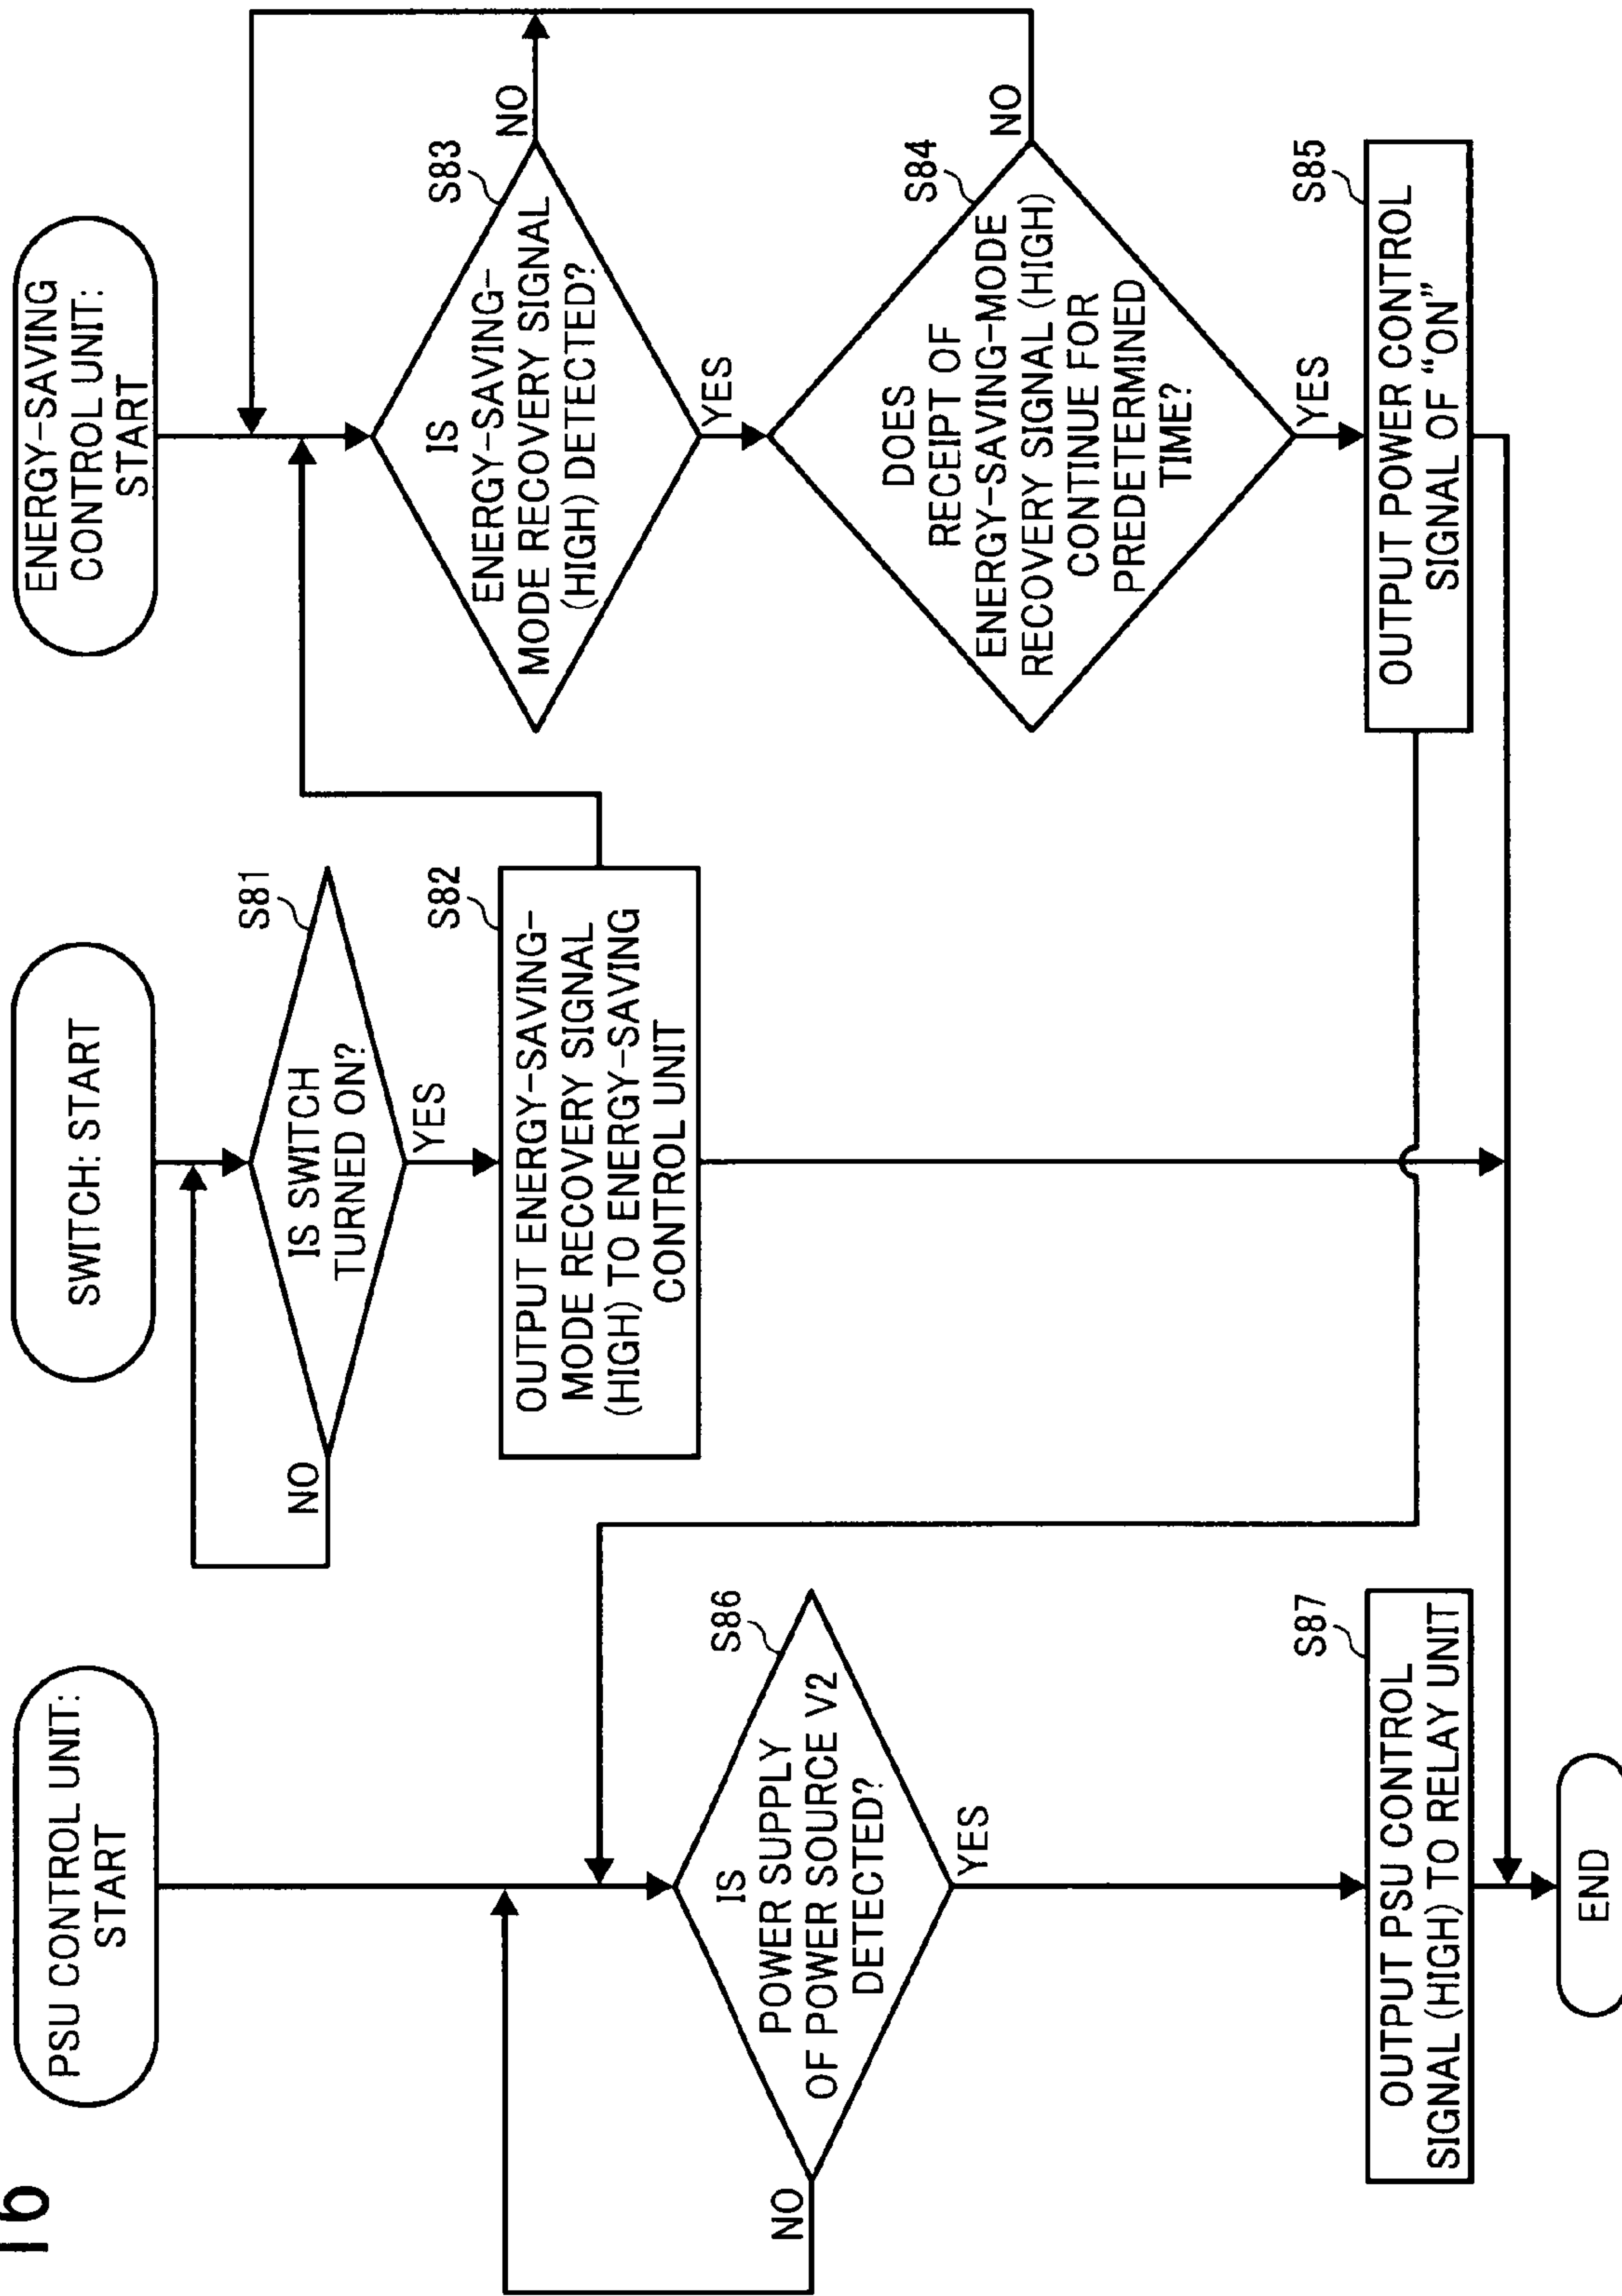 16
PSU CONTROL UNIT:
START
IS
POWER SUPPLY
OF POWER SOURCE V2
DETECTED?
S86
NO
YES
OUTPUT PSU CONTROL
SIGNAL (HIGH) TO RELAY UNIT
S87
END
SWITCH: START
IS SWITCH
TURNED ON?
S81
NO
YES
OUTPUT ENERGY-SAVING-
MODE RECOVERY SIGNAL
(HIGH) TO ENERGY-SAVING
CONTROL UNIT
S82
ENERGY-SAVING
CONTROL UNIT:
START
IS
ENERGY-SAVING-
MODE RECOVERY SIGNAL
(HIGH) DETECTED?
S83
NO
YES
DOES
RECEIPT OF
ENERGY-SAVING-MODE
RECOVERY SIGNAL (HIGH)
CONTINUE FOR
PREDETERMINED
TIME?
S84
NO
YES
OUTPUT POWER CONTROL
SIGNAL OF "ON"
S85